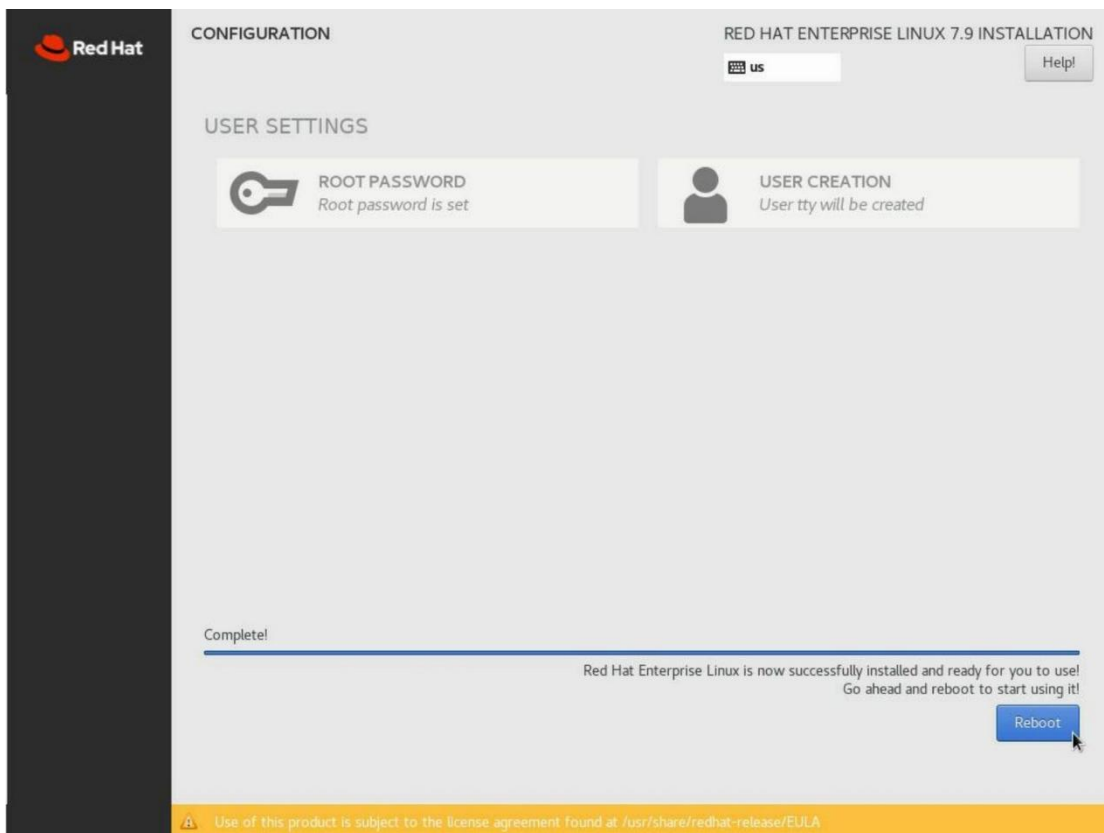 Red Hat
CONFIGURATION
RED HAT ENTERPRISE LINUX 7.9 INSTALLATION
us
Help!
USER SETTINGS
ROOT PASSWORD
Root password is set
USER CREATION
User tty will be created
Complete!
Red Hat Enterprise Linux is now successfully installed and ready for you to use!
Go ahead and reboot to start using it!
Reboot
Use of this product is subject to the license agreement found at /usr/share/redhat-release/EULA